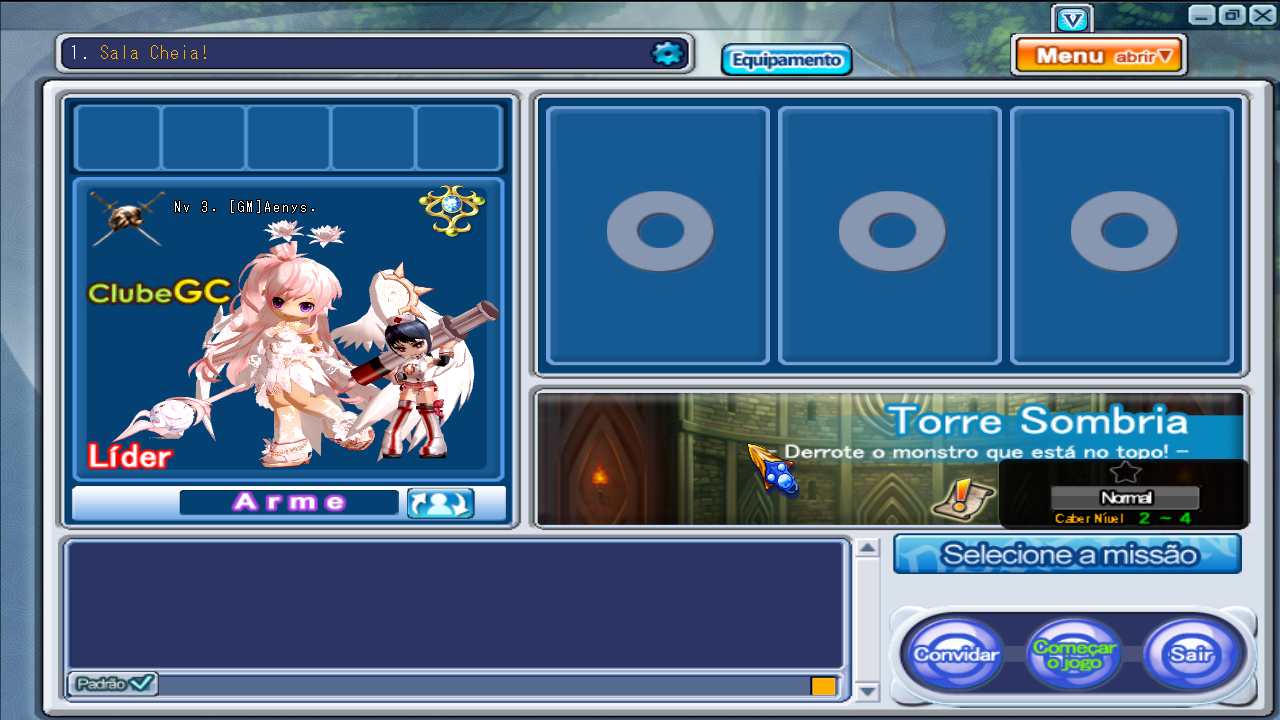 1. Sala Cheia!
Equipamento
V
Menu abrir
Nv 3. [GM]Aenys.
ClubeGC
Líder
Arme
Torre Sombria
- Derrote o monstro que está no topo! -
Normal
Caber Níuel 2 ~ 4
Selecione a missão
Padrão
Convidar
Começar
o jogo
Sair